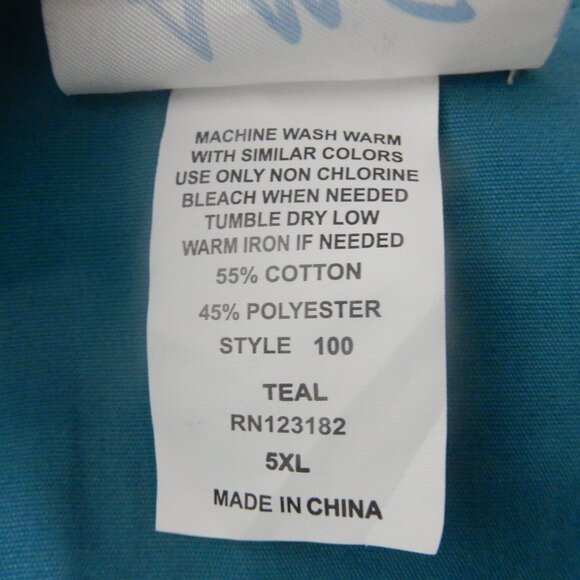 MACHINE WASH WARM
WITH SIMILAR COLORS
USE ONLY NON CHLORINE
BLEACH WHEN NEEDED
TUMBLE DRY LOW
WARM IRON IF NEEDED
55% COTTON
45% POLYESTER
STYLE 100
TEAL
RN123182
5XL
MADE IN CHINA